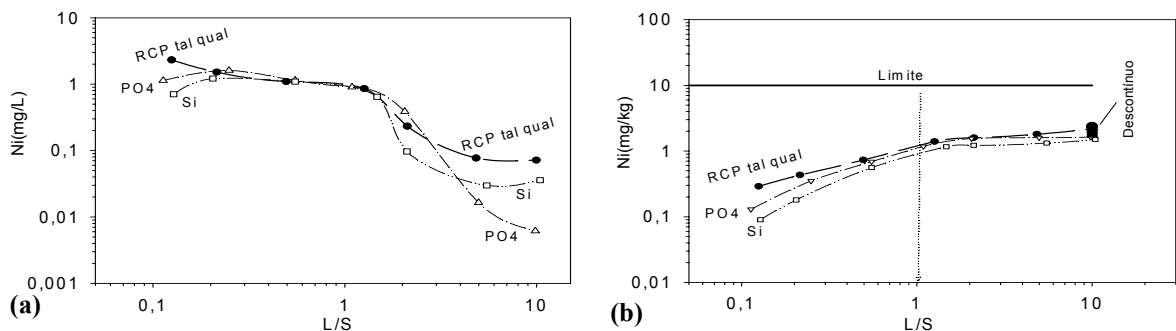 10
1
0,1
0,01
0,001
Ni(mg/L)
RCP tal qual
PO4
Si
RCP tal qual
Si
PO4
0,1
1
10
L/S
(a)
100
10
1
0,1
0,01
Ni(mg/kg)
Limite
Descontínuo
RCP tal qual
PO4
Si
0,1
1
10
L/S
(b)